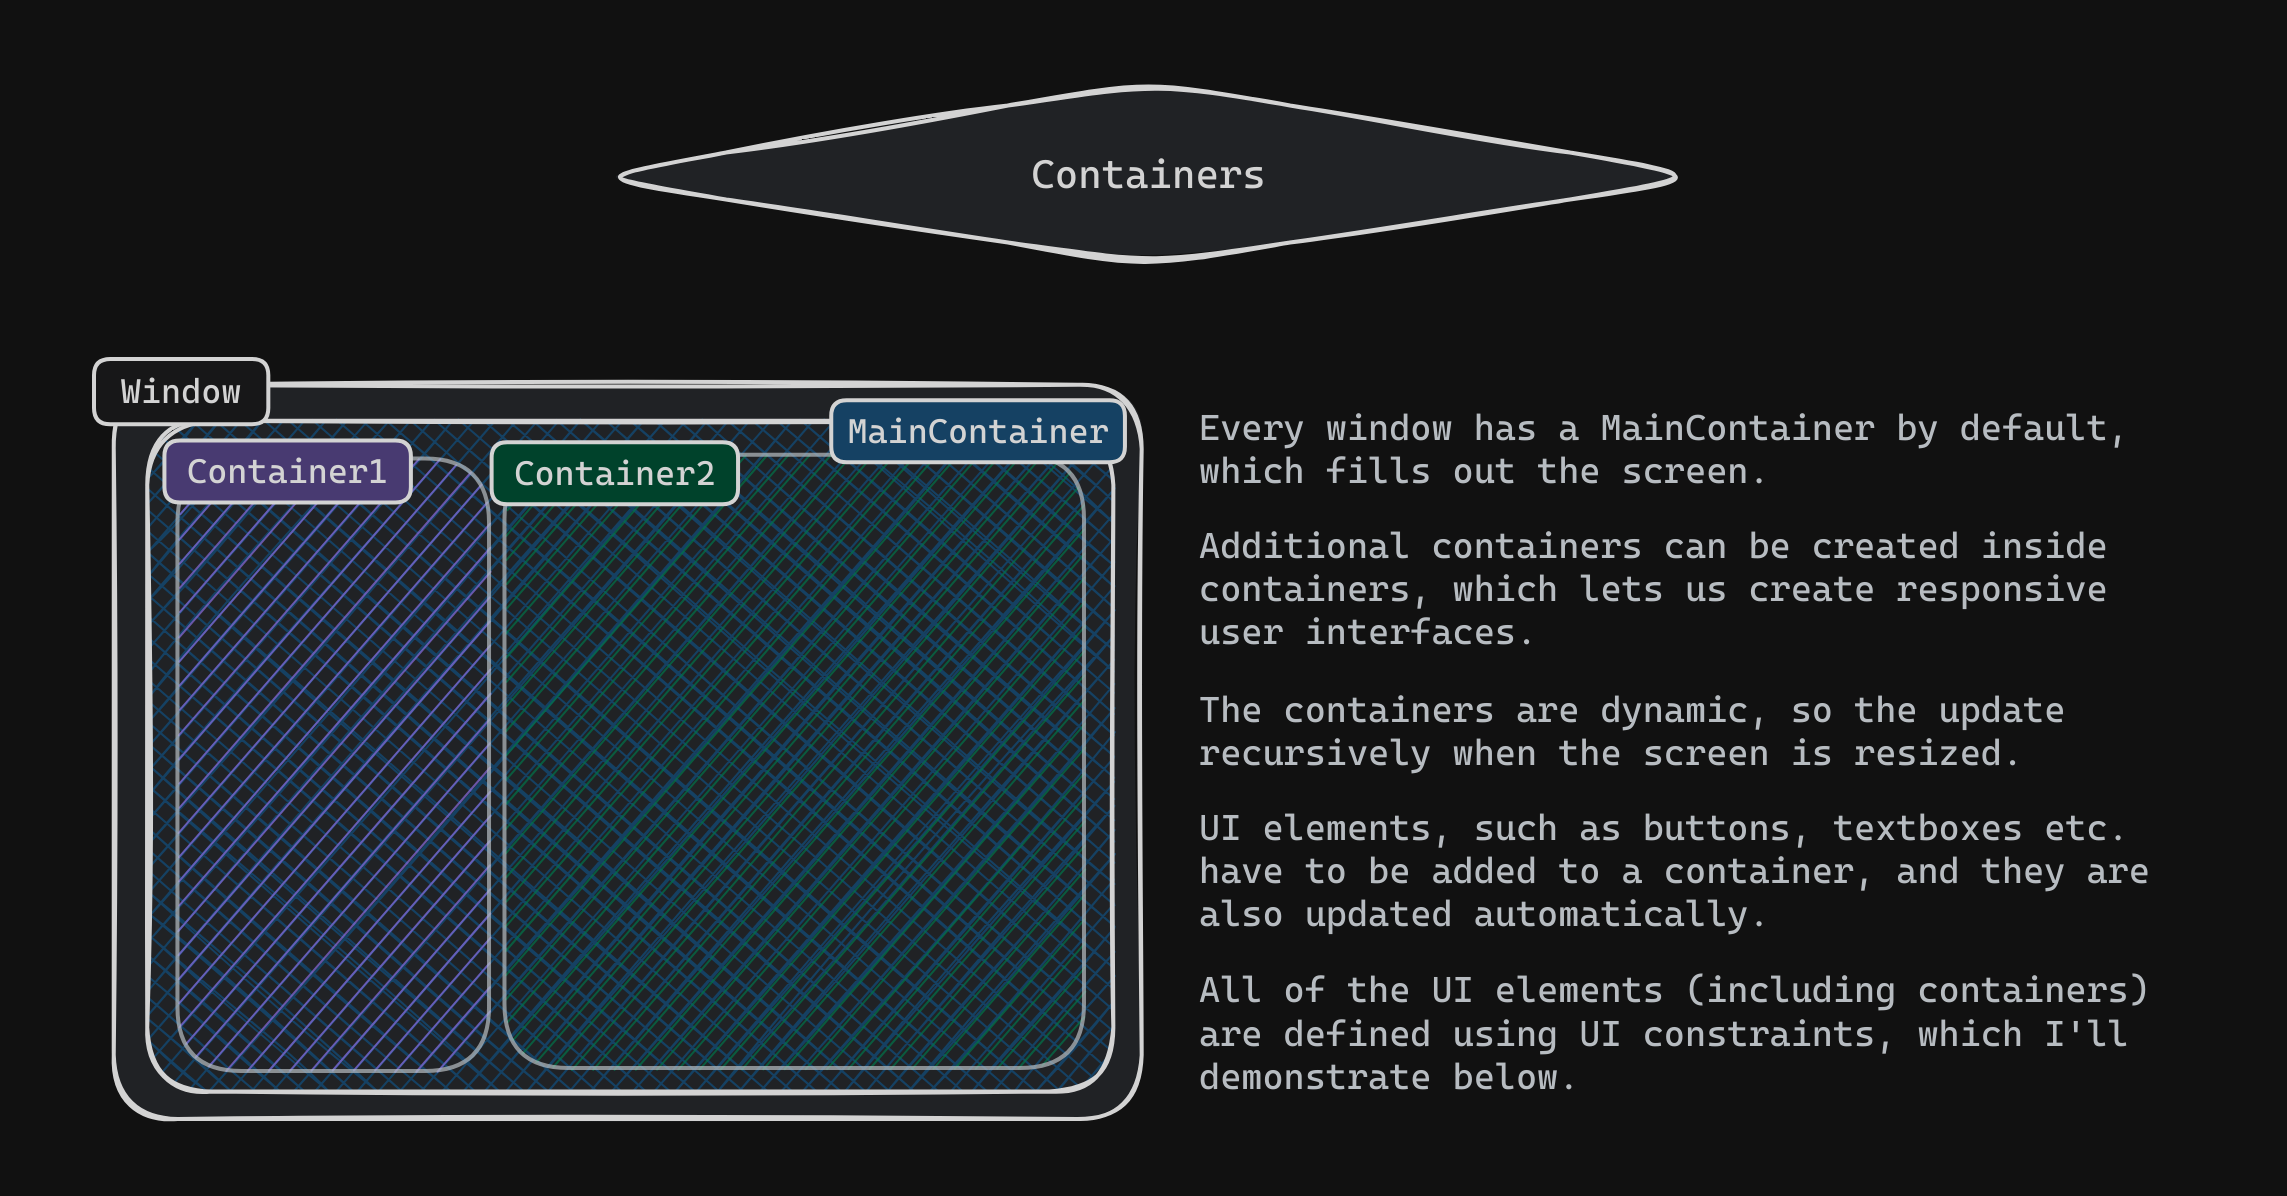 Containers
Window
MainContainer
Container1
Container2
Every window has a MainContainer by default,
which fills out the screen.
Additional containers can be created inside
containers, which lets us create responsive
user interfaces.
The containers are dynamic, so the update
recursively when the screen is resized.
UI elements, such as buttons, textboxes etc.
have to be added to a container, and they are
also updated automatically.
All of the UI elements (including containers)
are defined using UI constraints, which I'll
demonstrate below.